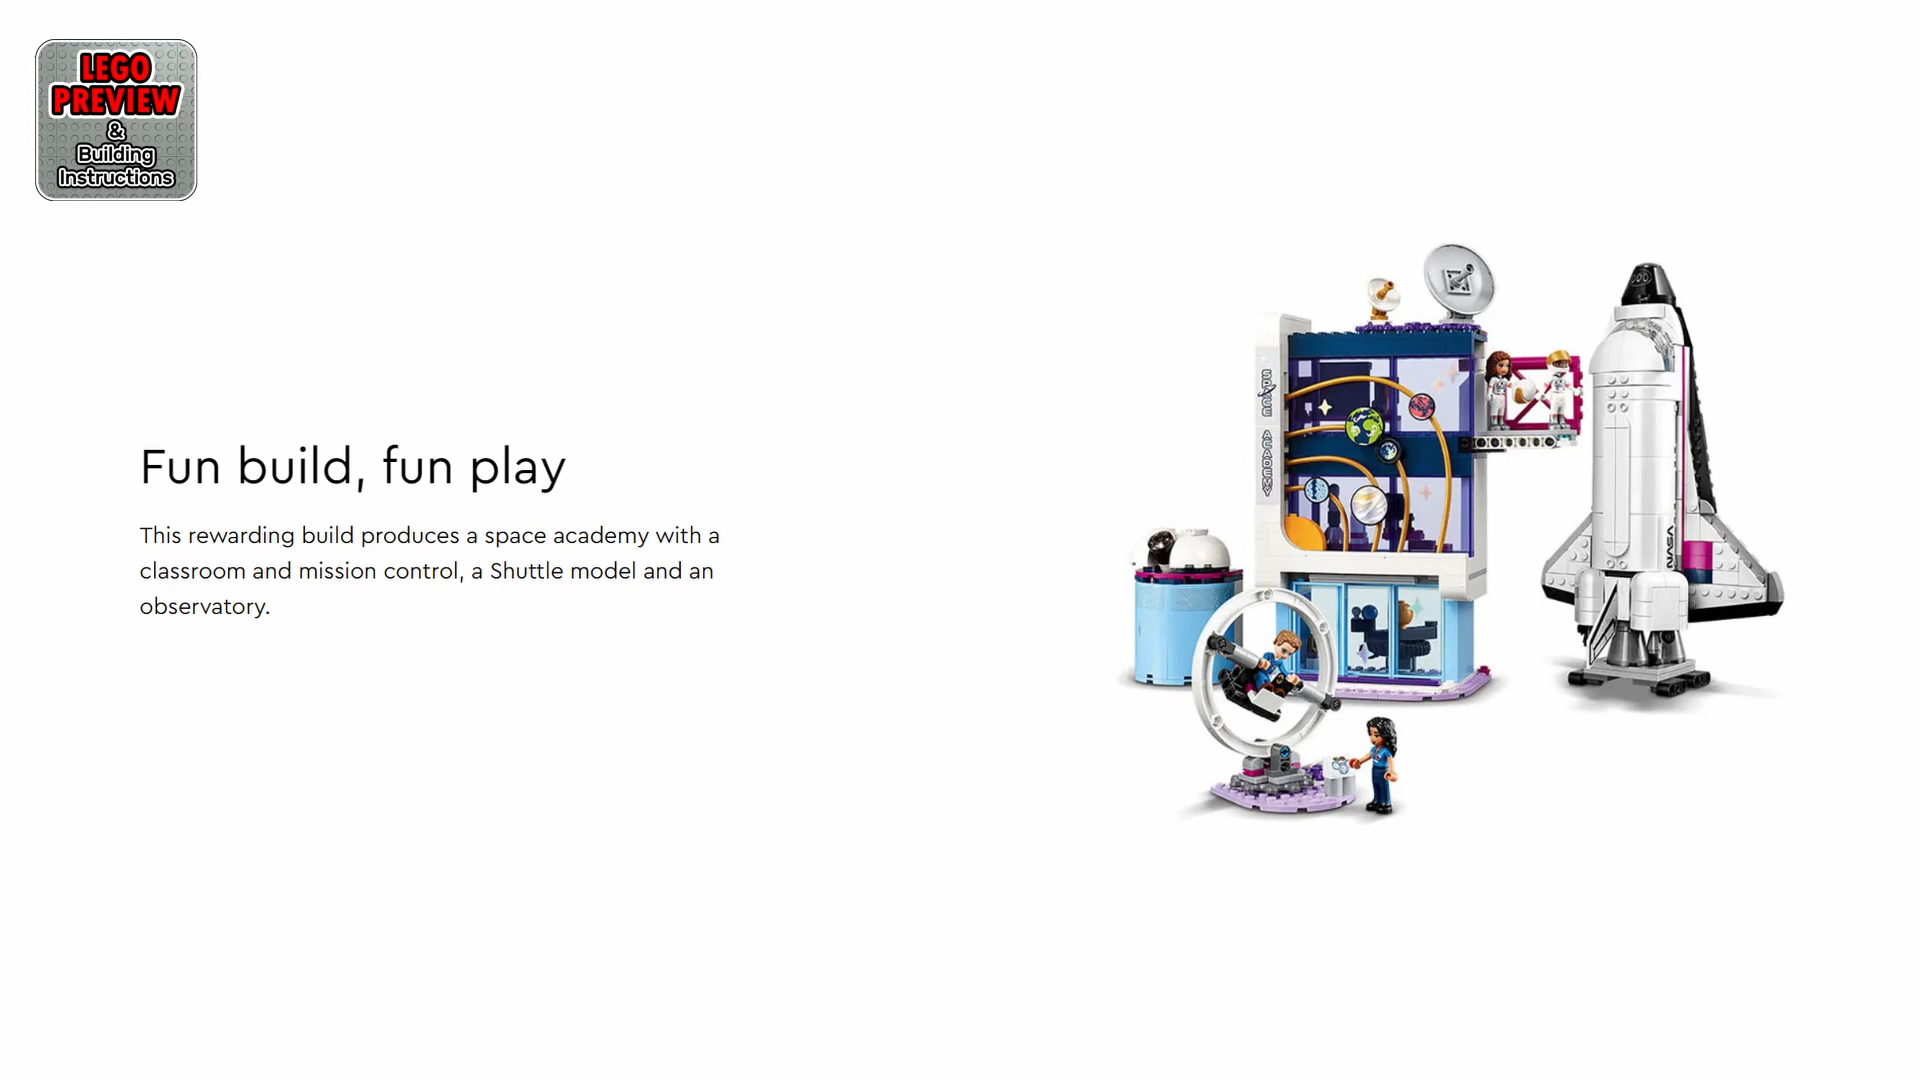 LEGO
PREVIEW
&
Building
Instructions
Fun build, fun play
This rewarding build produces a space academy with a
classroom and mission control, a Shuttle model and an
observatory.
SPACE ACADEMY
NASA